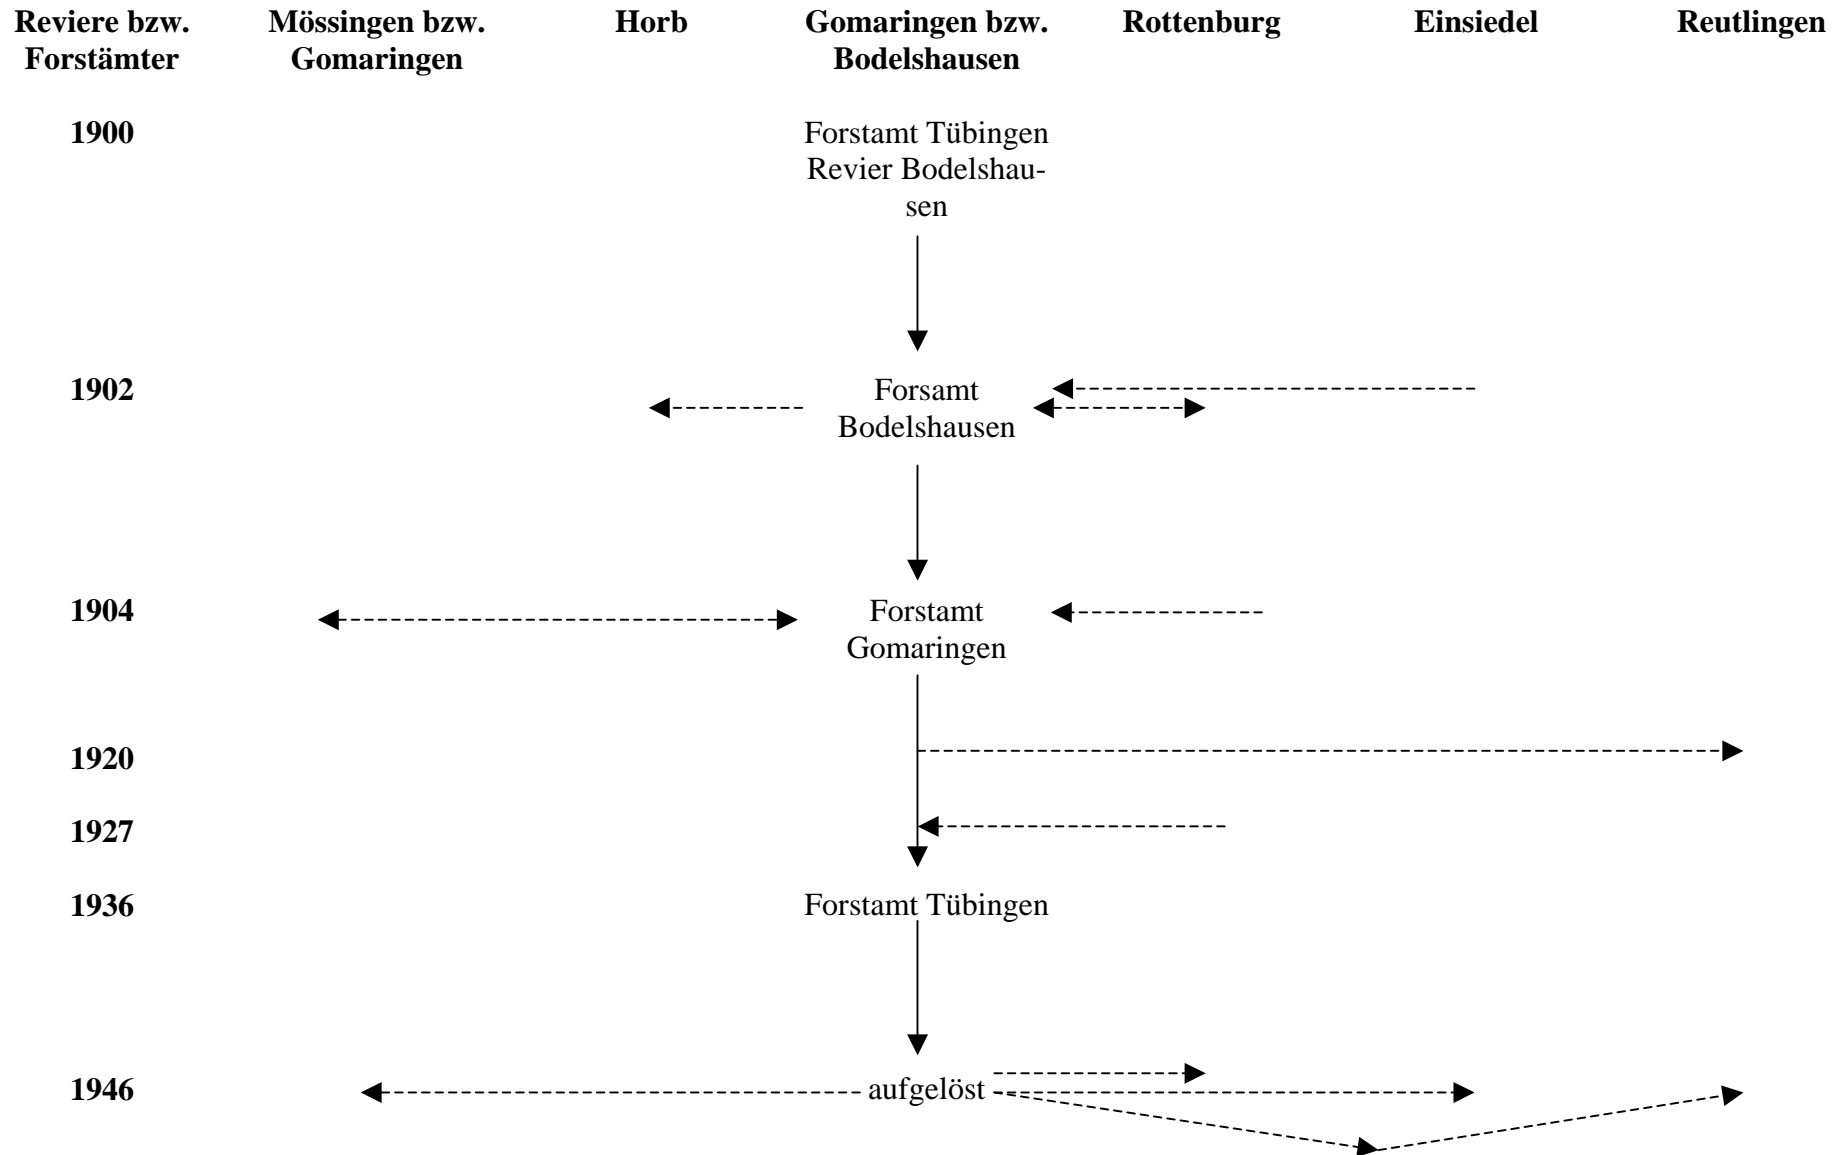 Reviere bzw. Mössingen bzw. Horb Gomaringen bzw. Rottenburg Einsiedel Reutlingen
Forstämter Gomaringen Bodelshausen
1900 Forstamt Tübingen
Revier Bodelshau-
sen
1902 Forsamt
Bodelshausen
1904 Forstamt
Gomaringen
1920
1927
1936 Forstamt Tübingen
1946 aufgelöst